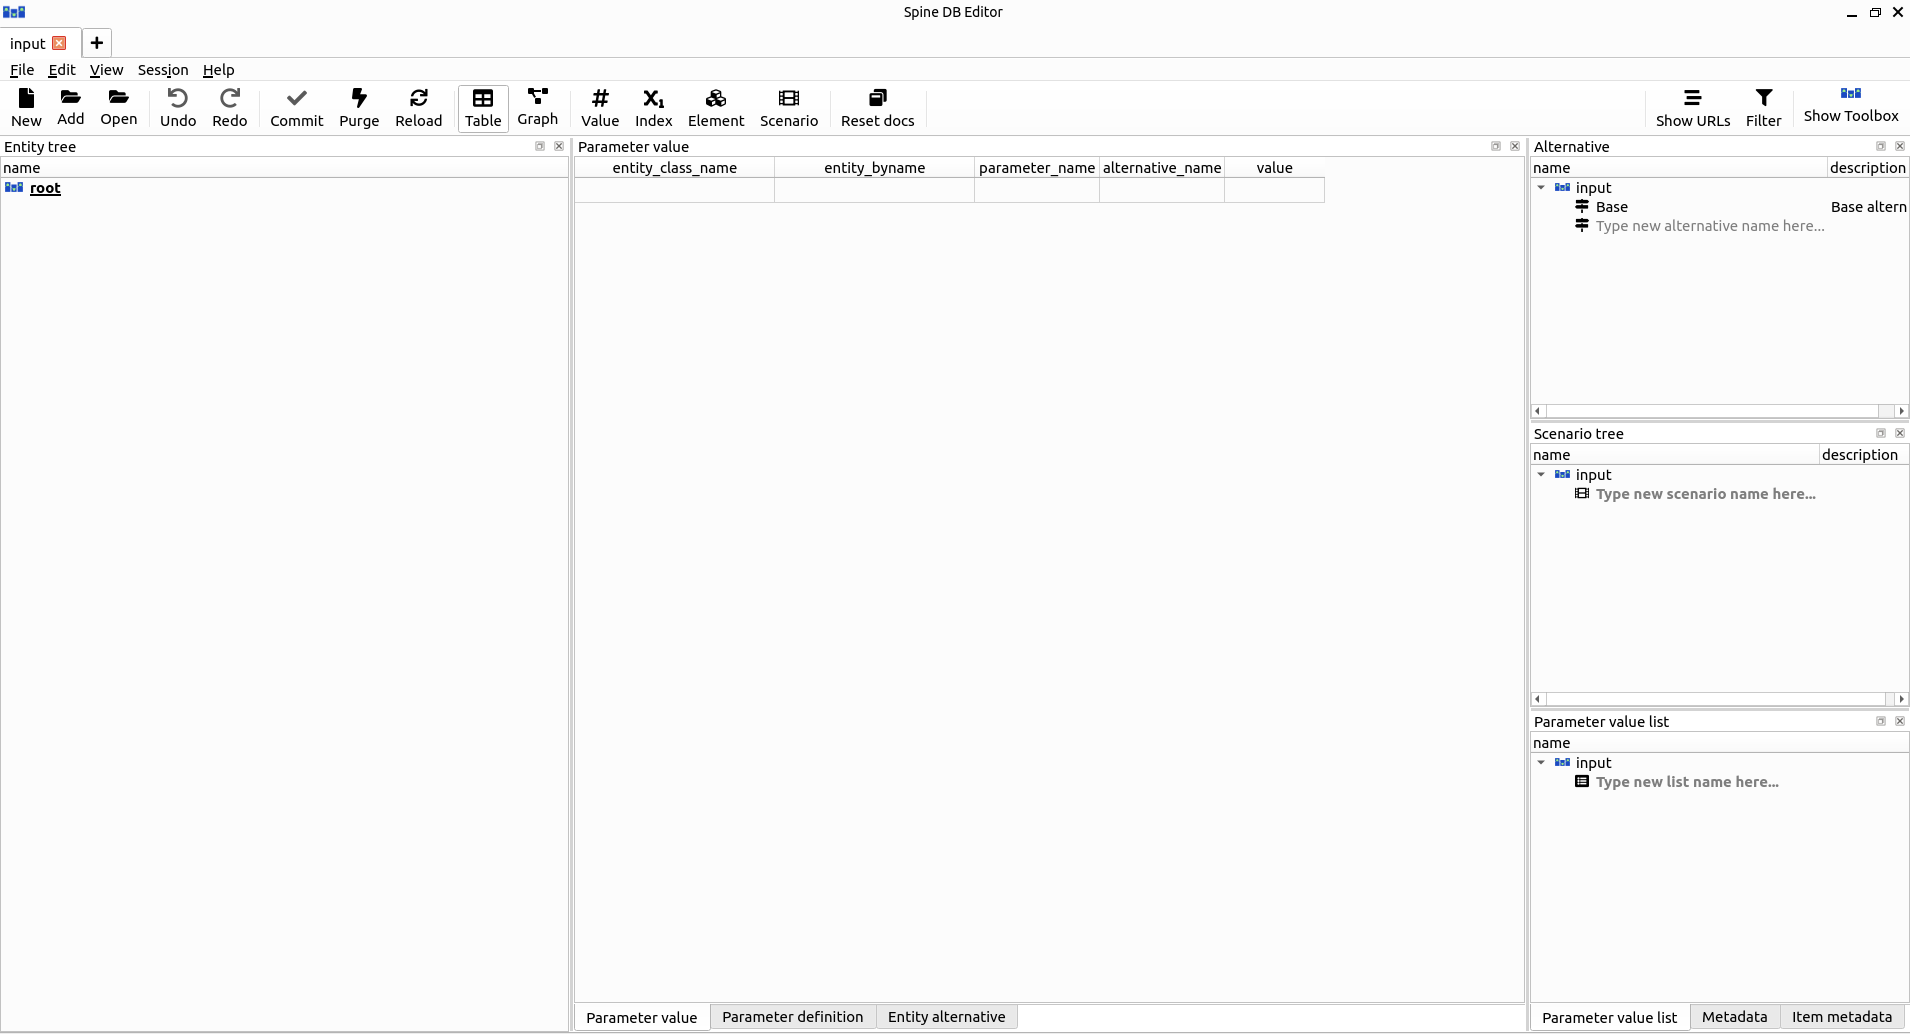 Spine DB Editor
input
File Edit View Session Help
New Add Open Undo Redo Commit Purge Reload Table Graph Value Index Element Scenario Reset docs Show URLs Filter Show Toolbox
Entity tree
name
root
Parameter value
entity_class_name entity_byname parameter_name alternative_name value
Parameter value Parameter definition Entity alternative
Alternative
name description
input
Base Base altern
Type new alternative name here...
Scenario tree
name description
input
Type new scenario name here...
Parameter value list
name
input
Type new list name here...
Parameter value list Metadata Item metadata